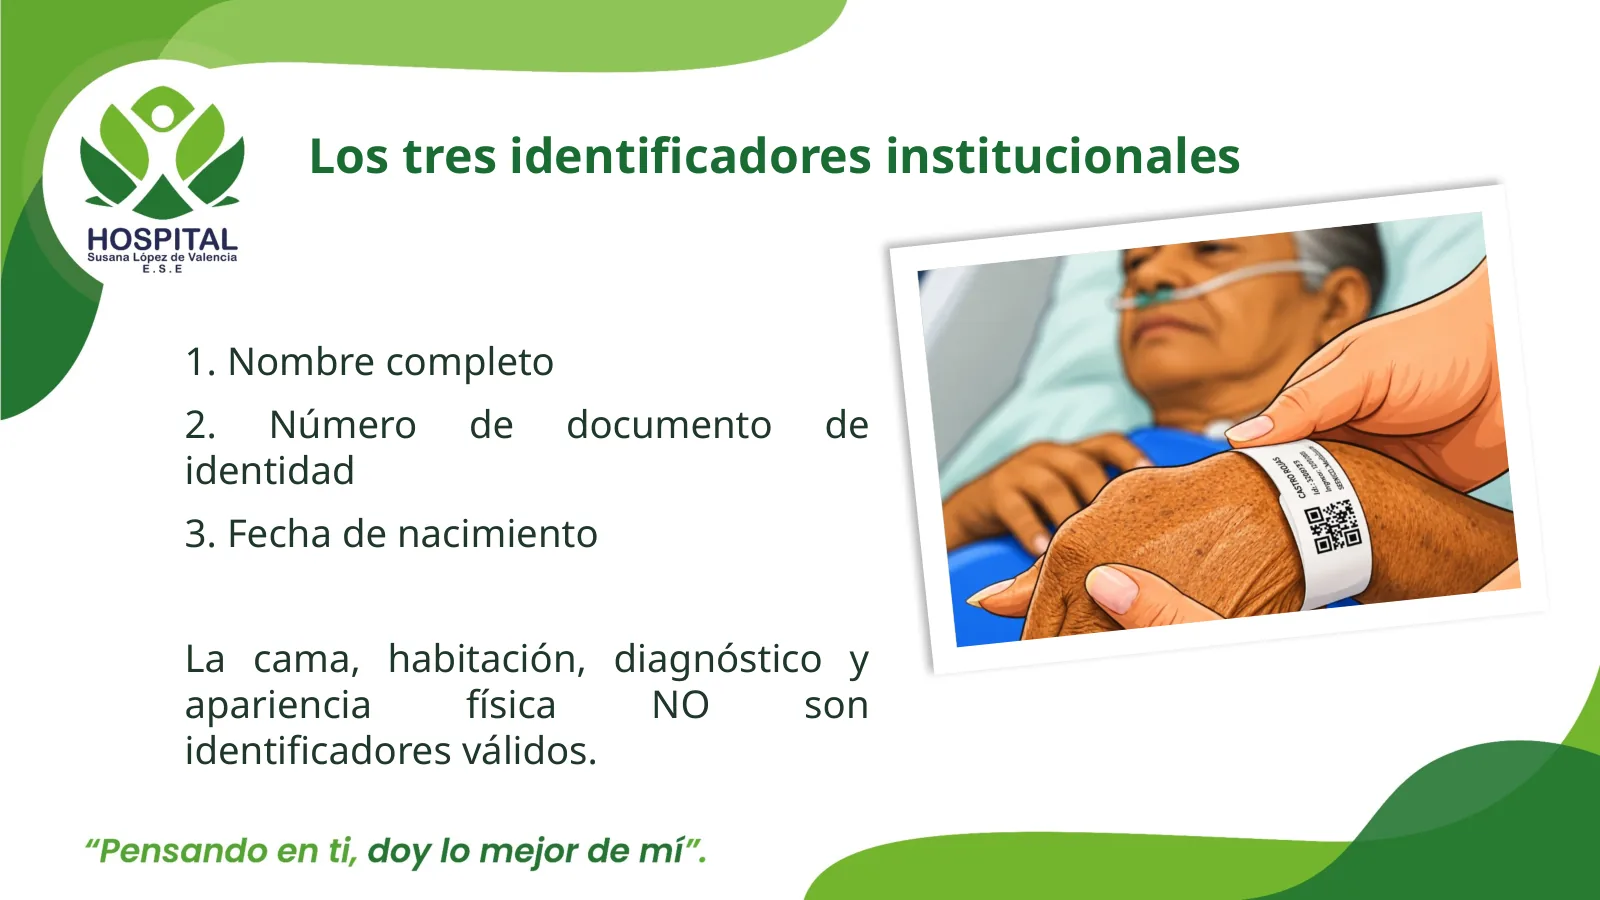 HOSPITAL
Susana López de Valencia
E.S.E
Los tres identificadores institucionales
1. Nombre completo
2. Número de documento de
identidad
3. Fecha de nacimiento
La cama, habitación, diagnóstico y
apariencia física NO son
identificadores válidos.
CASTRO ROJAS
“Pensando en ti, doy lo mejor de mí”.